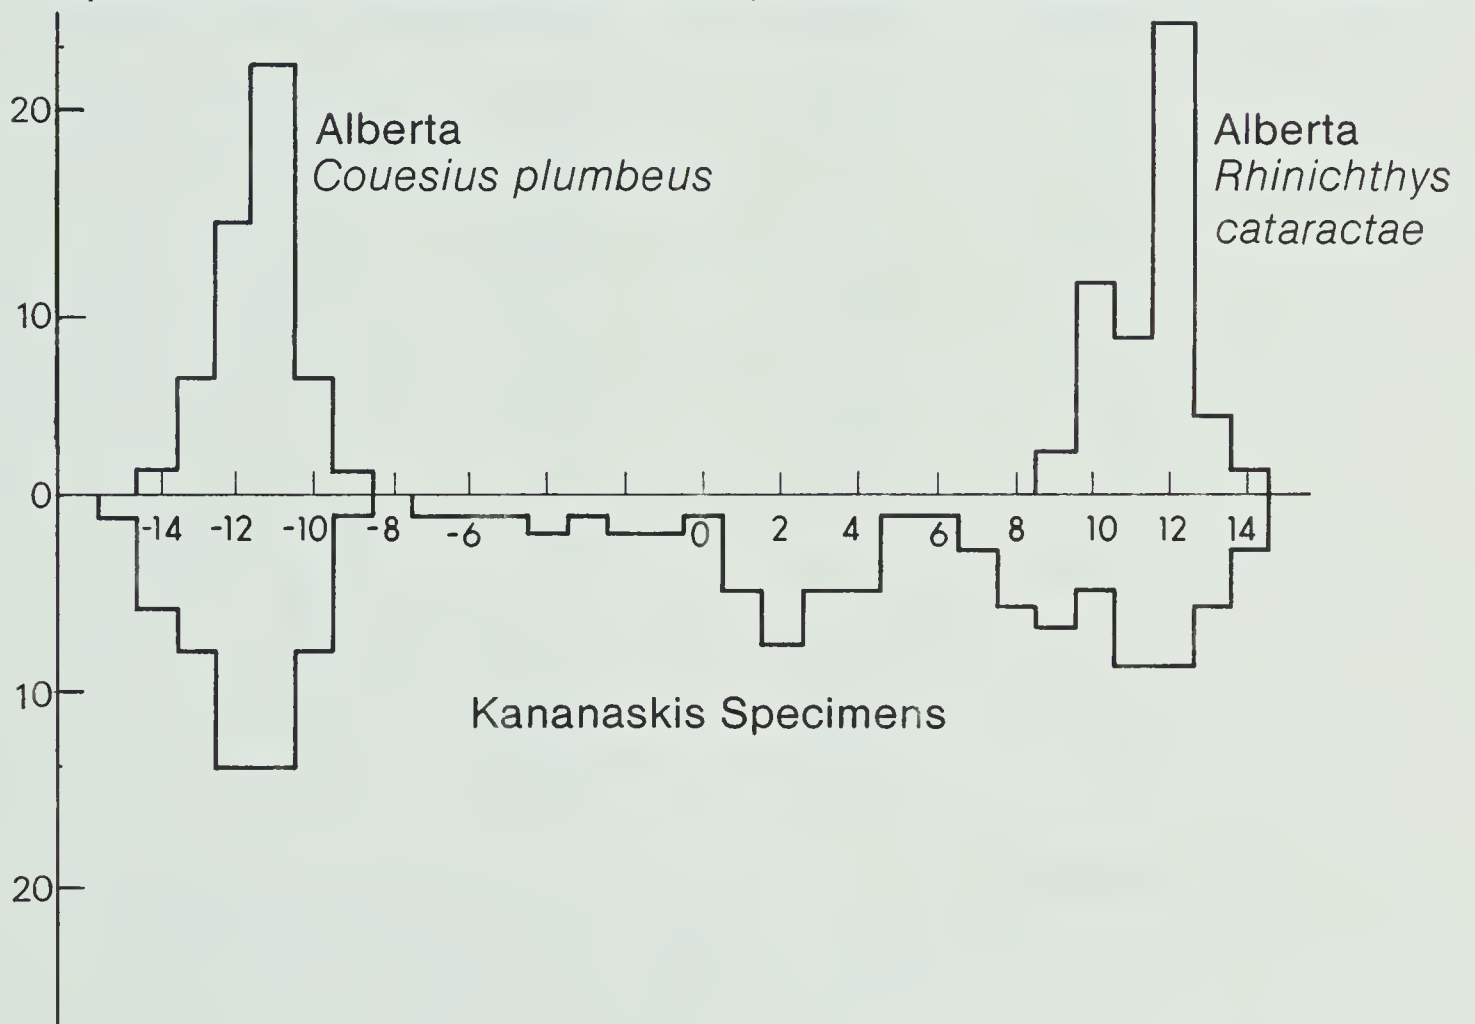 20
Alberta
Couesius plumbeus
Alberta
Rhinichthys
cataractae
10
0
-14 -12 -10 -8 -6 0 2 4 6 8 10 12 14
10
Kananaskis Specimens
20